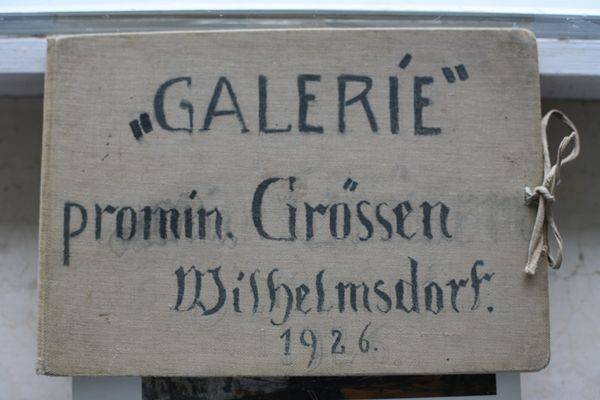 „GALERIE"
promin. Grössen
Wilhelmsdorf.
1926.